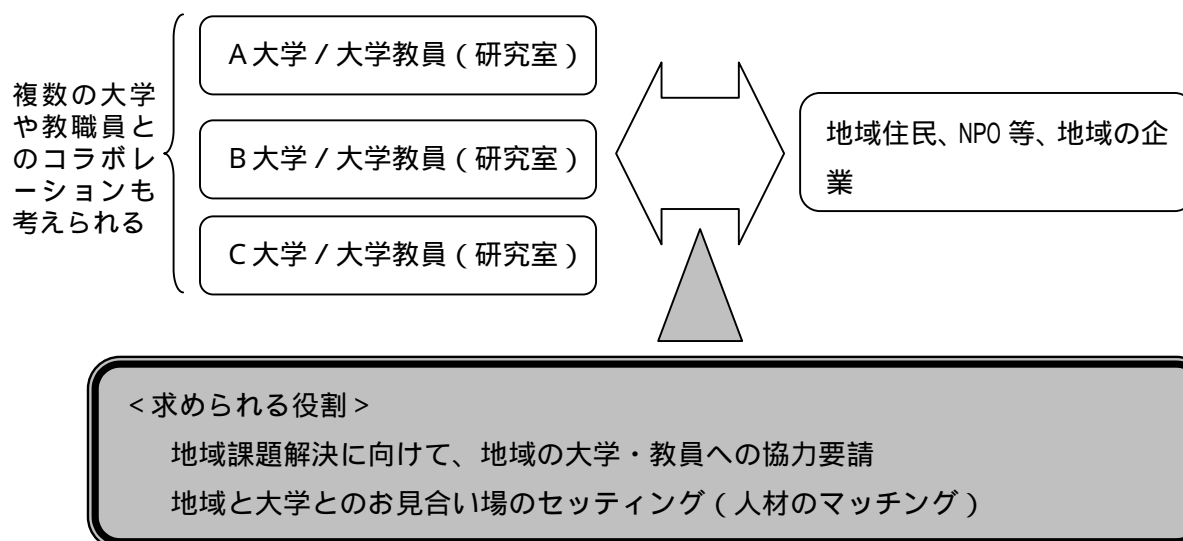 複数の大学
や教職員と
のコラボレ
ーションも
考えられる
A大学/大学教員(研究室)
B大学/大学教員(研究室)
C大学/大学教員(研究室)
地域住民、NPO等、地域の企
業
<求められる役割>
地域課題解決に向けて、地域の大学・教員への協力要請
地域と大学とのお見合い場のセッティング(人材のマッチング)